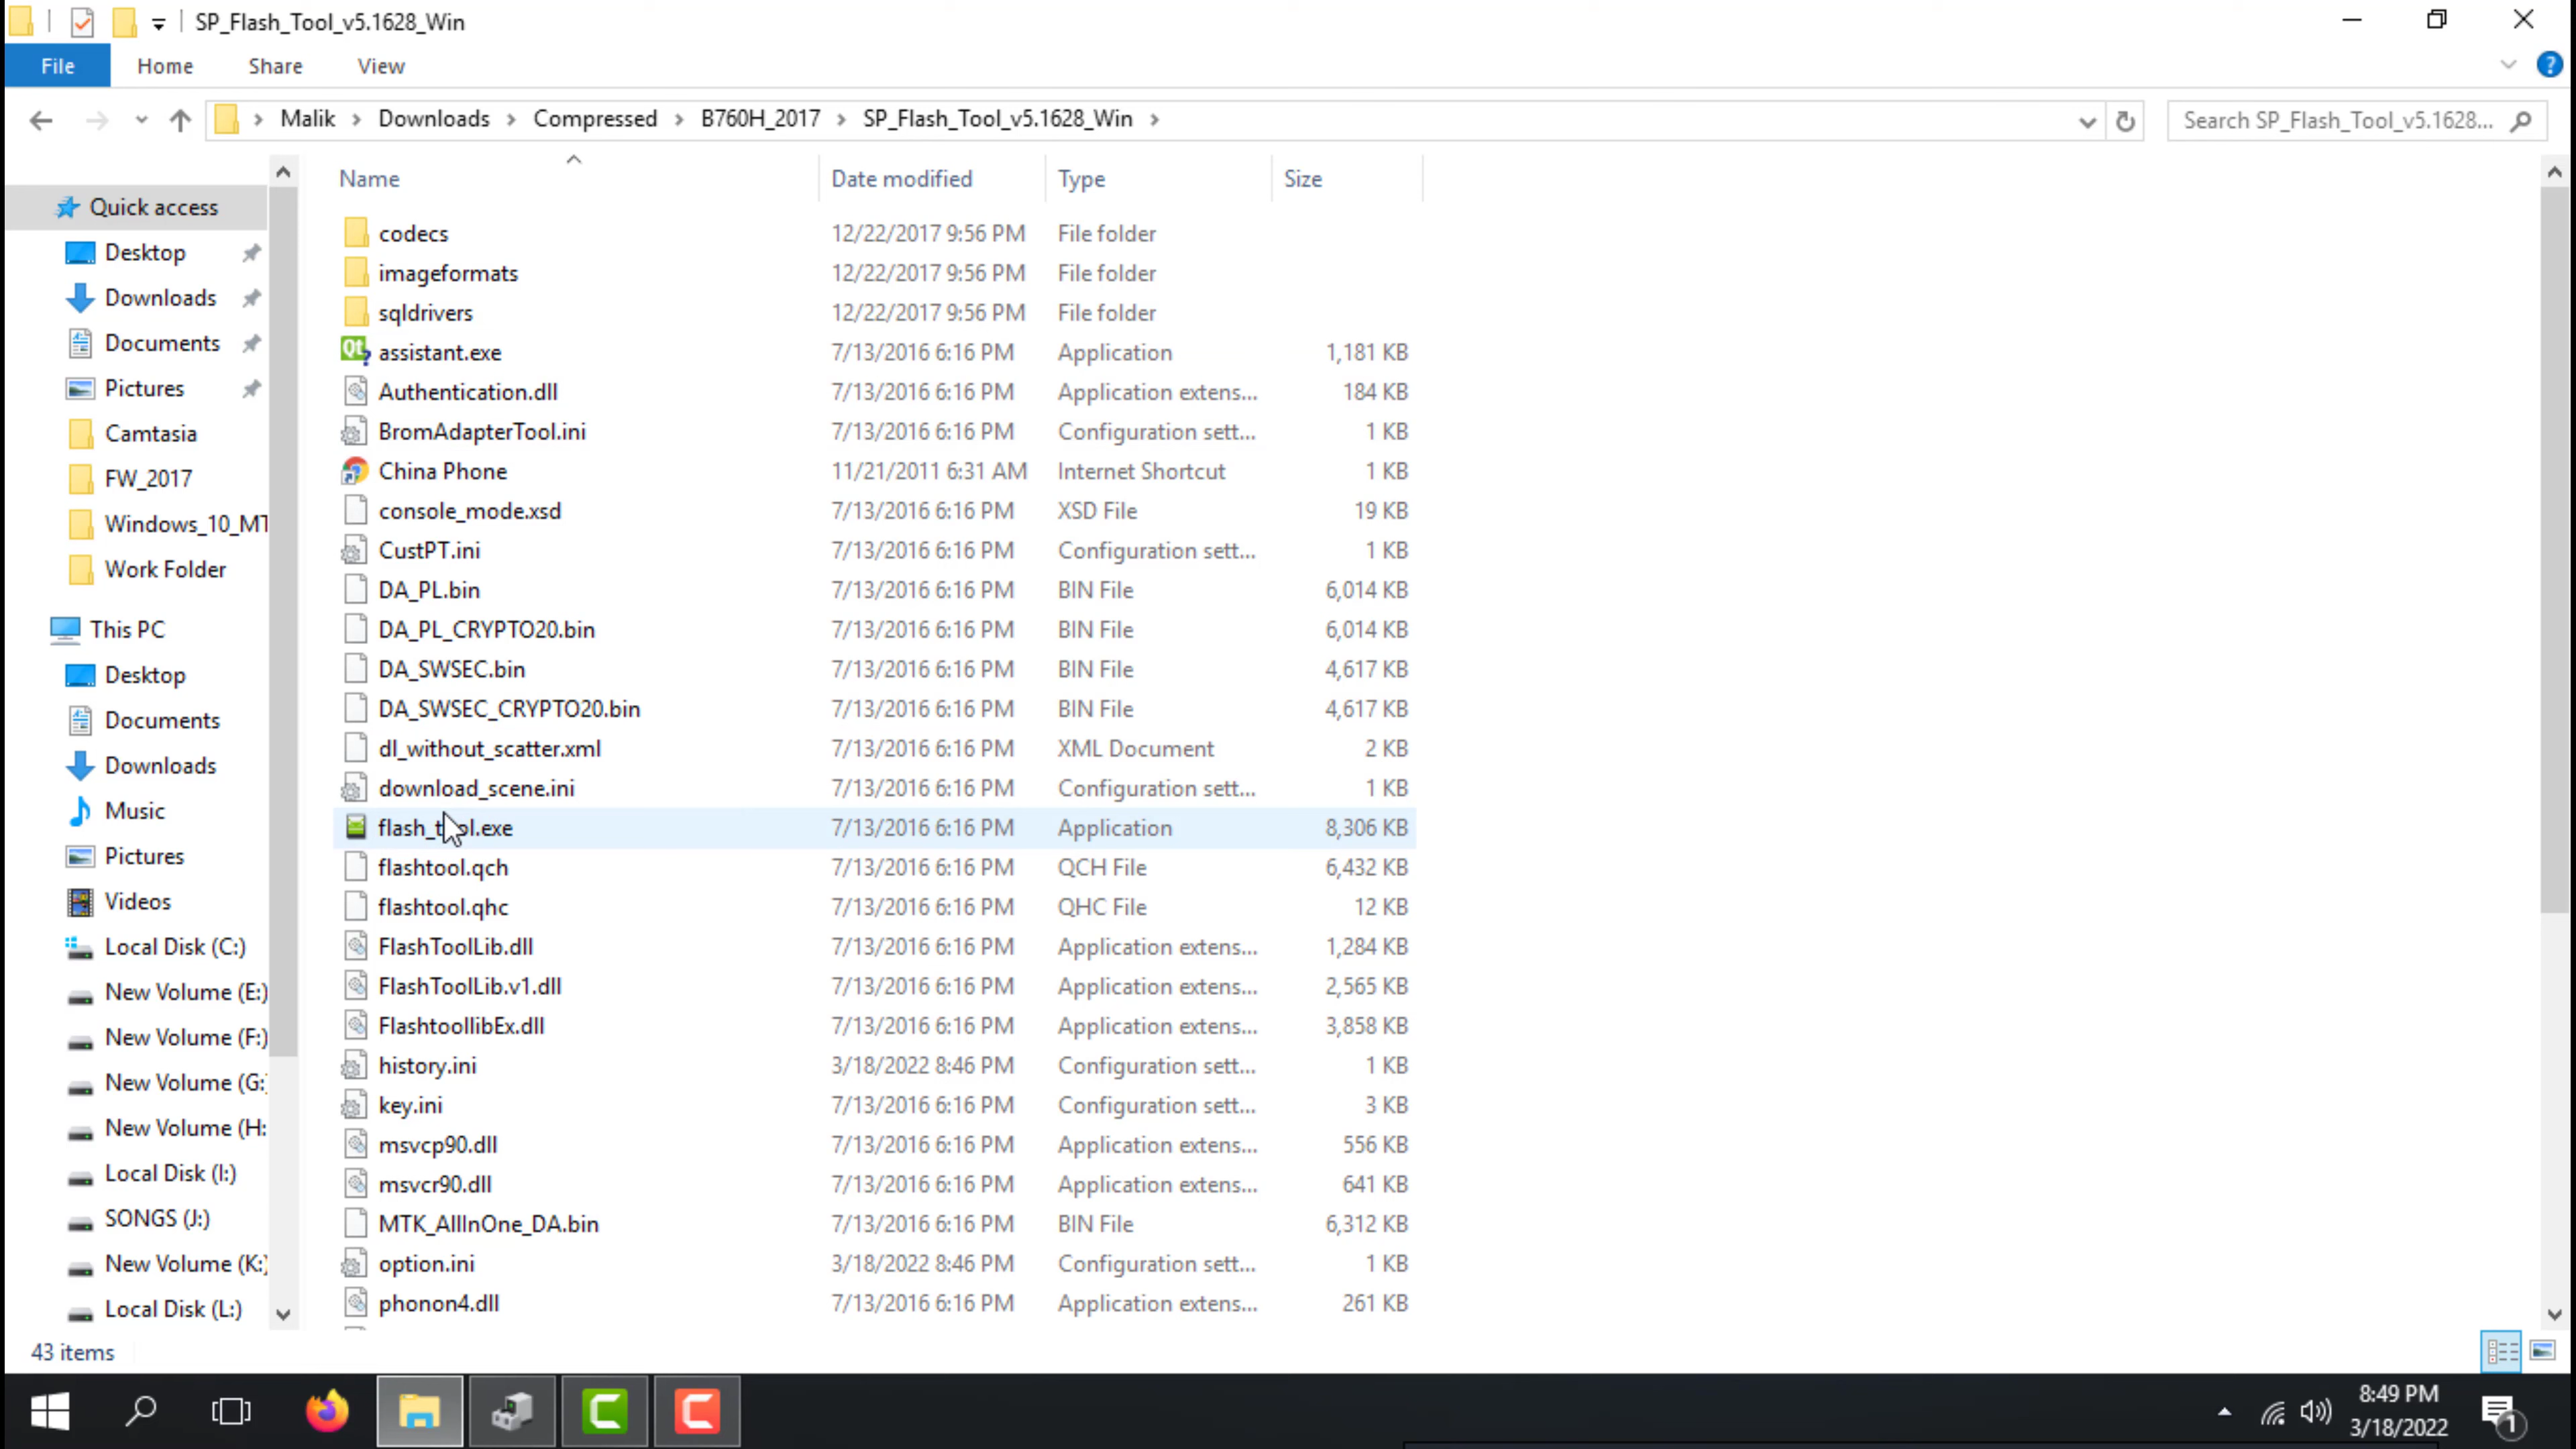 SP_Flash_Tool_v5.1628_Win
File Home Share View
Malik Downloads Compressed B760H_2017 SP_Flash_Tool_v5.1628_Win
Search SP_Flash_Tool_v5.1628...
Quick access
Desktop
Downloads
Documents
Pictures
Camtasia
FW_2017
Windows_10_MT
Work Folder
This PC
Desktop
Documents
Downloads
Music
Pictures
Videos
Local Disk (C:)
New Volume (E:)
New Volume (F:)
New Volume (G:
New Volume (H:
Local Disk (I:)
SONGS (J:)
New Volume (K:)
Local Disk (L:)
Name Date modified Type Size
codecs 12/22/2017 9:56 PM File folder
imageformats 12/22/2017 9:56 PM File folder
sqldrivers 12/22/2017 9:56 PM File folder
Qt assistant.exe 7/13/2016 6:16 PM Application 1,181 KB
Authentication.dll 7/13/2016 6:16 PM Application extens... 184 KB
BromAdapterTool.ini 7/13/2016 6:16 PM Configuration sett... 1 KB
China Phone 11/21/2011 6:31 AM Internet Shortcut 1 KB
console_mode.xsd 7/13/2016 6:16 PM XSD File 19 KB
CustPT.ini 7/13/2016 6:16 PM Configuration sett... 1 KB
DA_PL.bin 7/13/2016 6:16 PM BIN File 6,014 KB
DA_PL_CRYPTO20.bin 7/13/2016 6:16 PM BIN File 6,014 KB
DA_SWSEC.bin 7/13/2016 6:16 PM BIN File 4,617 KB
DA_SWSEC_CRYPTO20.bin 7/13/2016 6:16 PM BIN File 4,617 KB
dl_without_scatter.xml 7/13/2016 6:16 PM XML Document 2 KB
download_scene.ini 7/13/2016 6:16 PM Configuration sett... 1 KB
flash_tool.exe 7/13/2016 6:16 PM Application 8,306 KB
flashtool.qch 7/13/2016 6:16 PM QCH File 6,432 KB
flashtool.qhc 7/13/2016 6:16 PM QHC File 12 KB
FlashToolLib.dll 7/13/2016 6:16 PM Application extens... 1,284 KB
FlashToolLib.v1.dll 7/13/2016 6:16 PM Application extens... 2,565 KB
FlashtoollibEx.dll 7/13/2016 6:16 PM Application extens... 3,858 KB
history.ini 3/18/2022 8:46 PM Configuration sett... 1 KB
key.ini 7/13/2016 6:16 PM Configuration sett... 3 KB
msvcp90.dll 7/13/2016 6:16 PM Application extens... 556 KB
msvcr90.dll 7/13/2016 6:16 PM Application extens... 641 KB
MTK_AllInOne_DA.bin 7/13/2016 6:16 PM BIN File 6,312 KB
option.ini 3/18/2022 8:46 PM Configuration sett... 1 KB
phonon4.dll 7/13/2016 6:16 PM Application extens... 261 KB
43 items
8:49 PM
3/18/2022
1